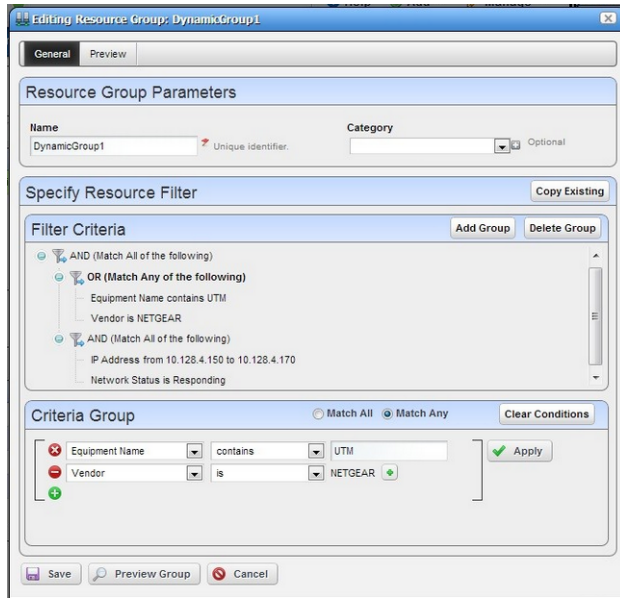 Editing Resource Group: DynamicGroup1
General Preview
Resource Group Parameters
Name Category
DynamicGroup1 Unique identifier. Optional
Specify Resource Filter Copy Existing
Filter Criteria Add Group Delete Group
AND (Match All of the following)
OR (Match Any of the following)
Equipment Name contains UTM
Vendor is NETGEAR
AND (Match All of the following)
IP Address from 10.128.4.150 to 10.128.4.170
Network Status is Responding
Criteria Group Match All Match Any Clear Conditions
Equipment Name contains UTM Apply
Vendor is NETGEAR
Save Preview Group Cancel